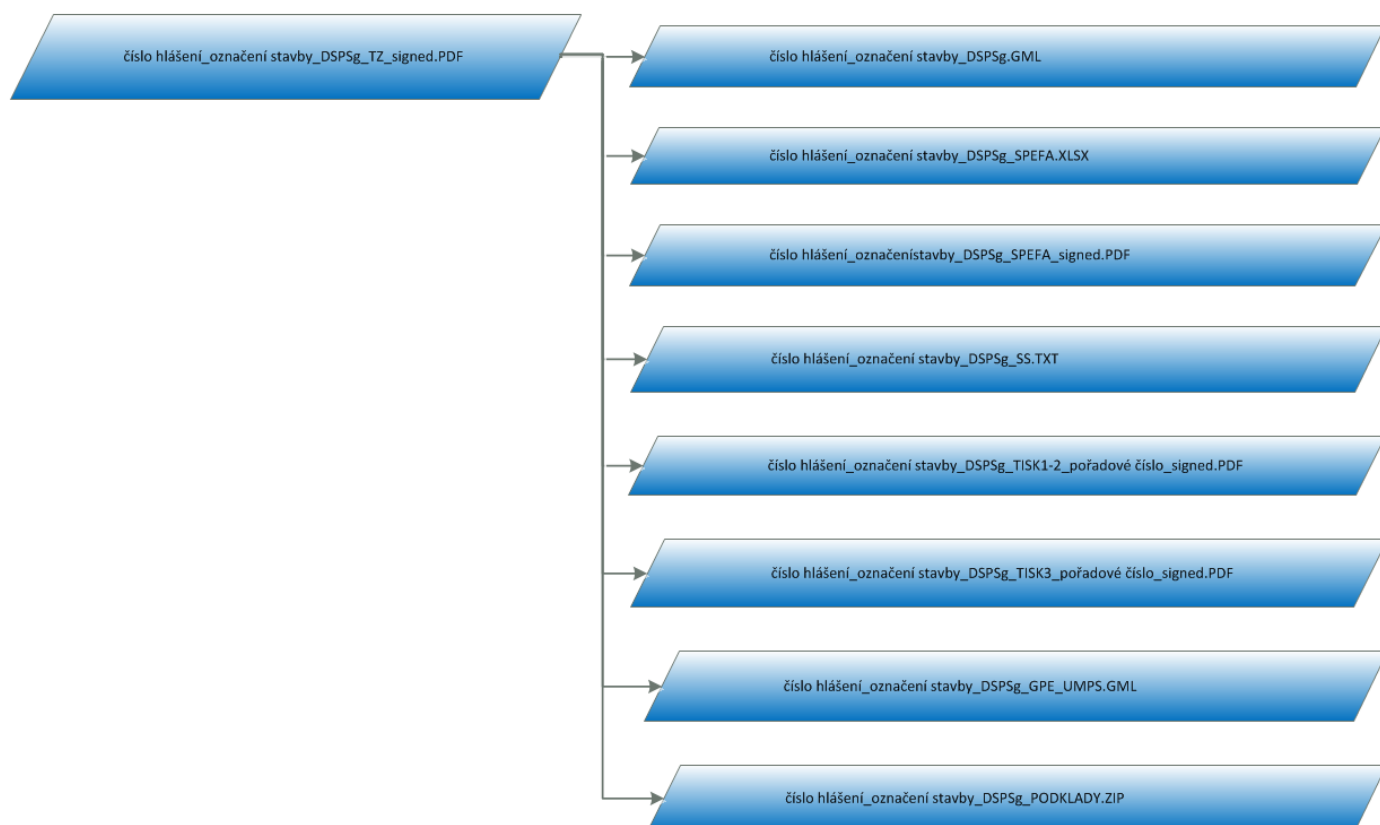 číslo hlášení_označení stavby_DSPSg_TZ_signed.PDF
číslo hlášení_označení stavby_DSPSg.GML
číslo hlášení_označení stavby_DSPSg_SPEFA.XLSX
číslo hlášení_označenístavby_DSPSg_SPEFA_signed.PDF
číslo hlášení_označení stavby_DSPSg_SS.TXT
číslo hlášení_označení stavby_DSPSg_TISK1-2_pořadové číslo_signed.PDF
číslo hlášení_označení stavby_DSPSg_TISK3_pořadové číslo_signed.PDF
číslo hlášení_označení stavby_DSPSg_GPE_UMPS.GML
číslo hlášení_označení stavby_DSPSg_PODKLADY.ZIP